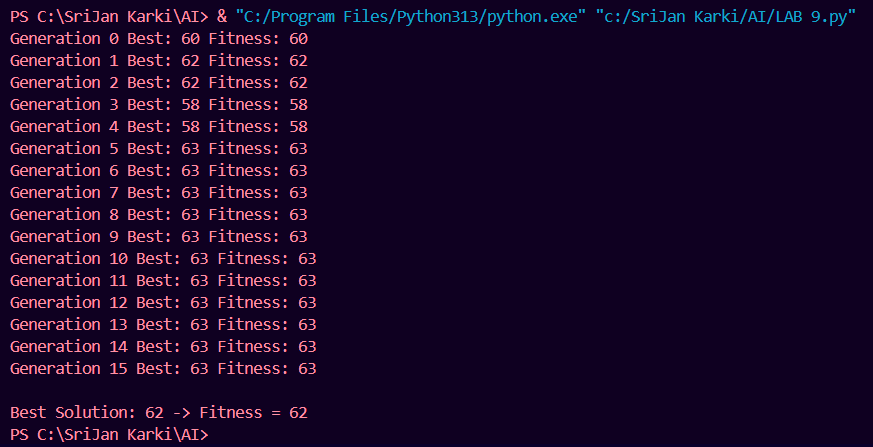 PS C:\SriJan Karki\AI> & "C:/Program Files/Python313/python.exe" "c:/SriJan Karki/AI/LAB 9.py"
Generation 0 Best: 60 Fitness: 60
Generation 1 Best: 62 Fitness: 62
Generation 2 Best: 62 Fitness: 62
Generation 3 Best: 58 Fitness: 58
Generation 4 Best: 58 Fitness: 58
Generation 5 Best: 63 Fitness: 63
Generation 6 Best: 63 Fitness: 63
Generation 7 Best: 63 Fitness: 63
Generation 8 Best: 63 Fitness: 63
Generation 9 Best: 63 Fitness: 63
Generation 10 Best: 63 Fitness: 63
Generation 11 Best: 63 Fitness: 63
Generation 12 Best: 63 Fitness: 63
Generation 13 Best: 63 Fitness: 63
Generation 14 Best: 63 Fitness: 63
Generation 15 Best: 63 Fitness: 63
Best Solution: 62 -> Fitness = 62
PS C:\SriJan Karki\AI>